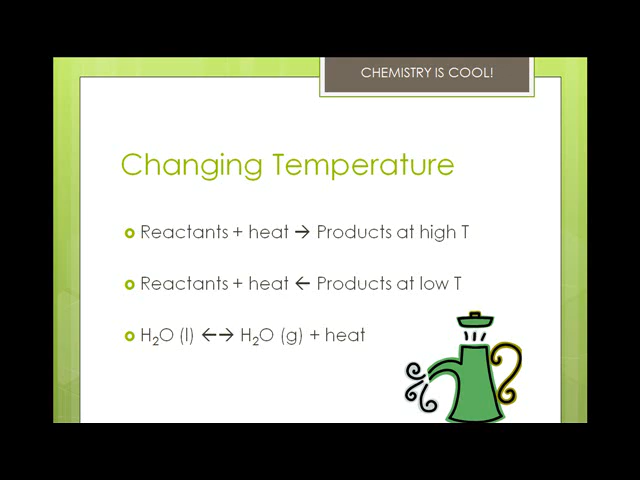 CHEMISTRY IS COOL!
Changing Temperature
Reactants + heat → Products at high T
Reactants + heat ← Products at low T
H₂O (l) ←→ H₂O (g) + heat